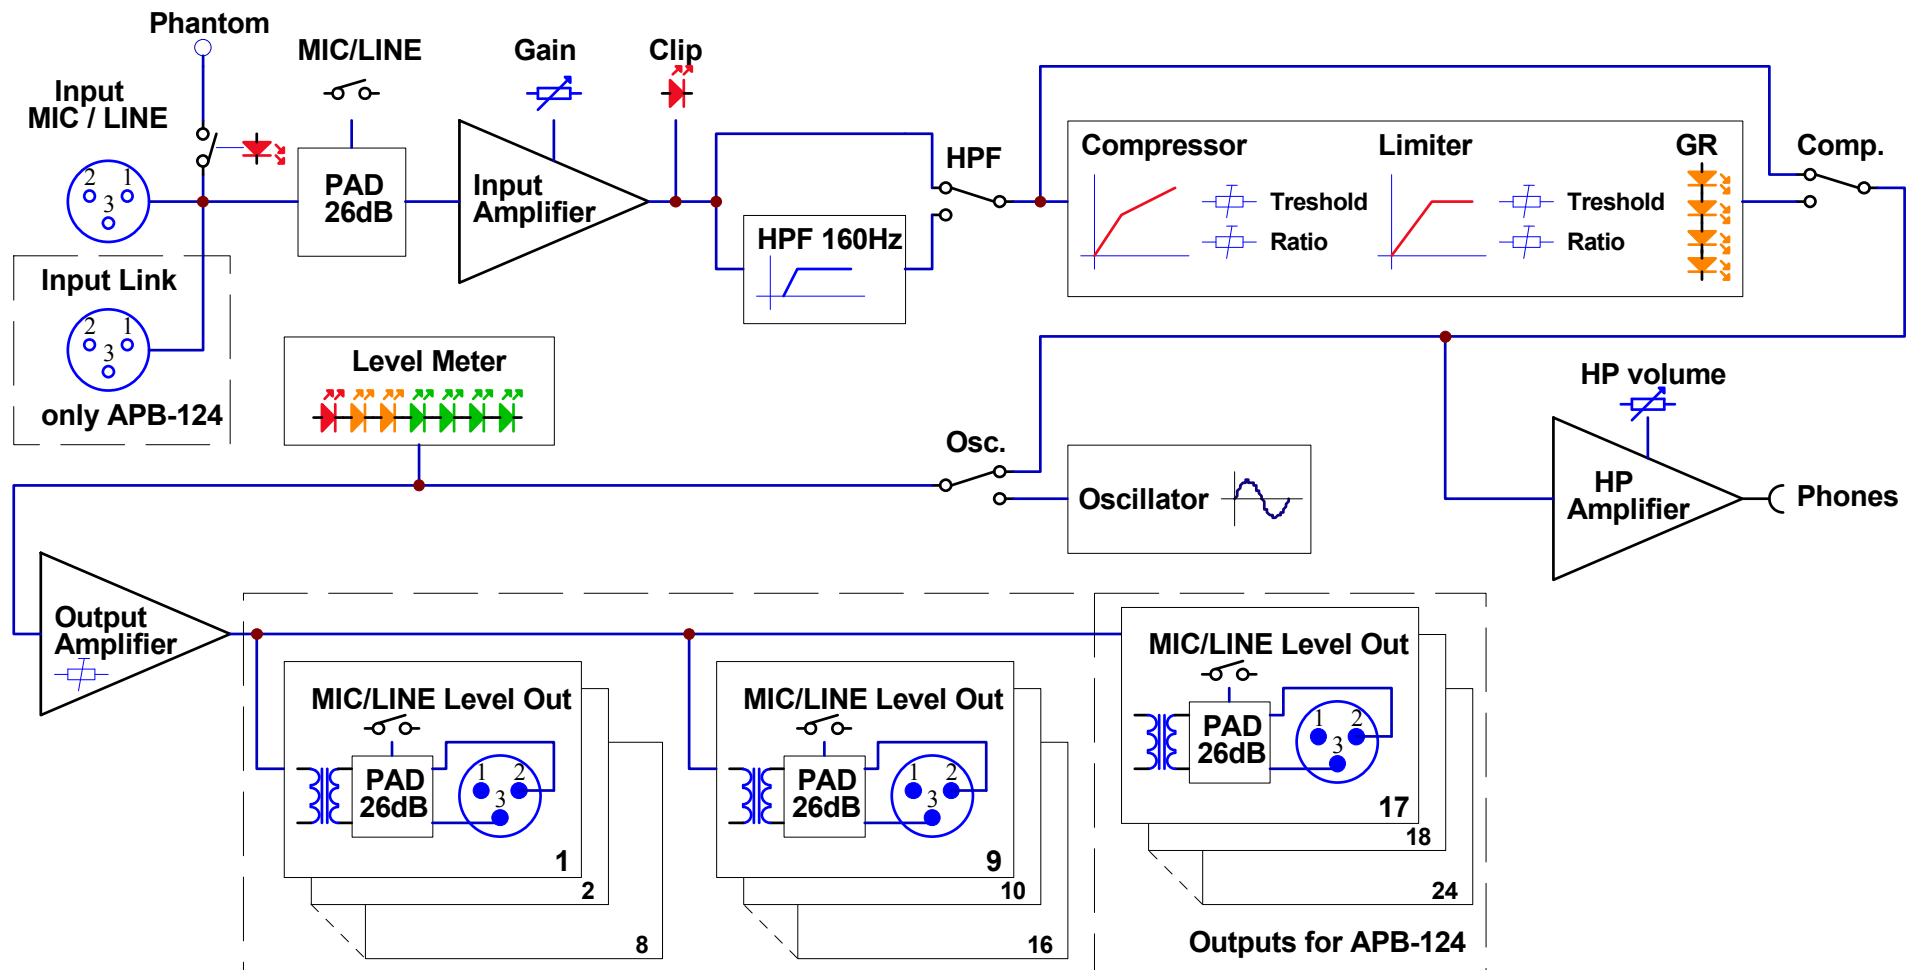 Phantom
MIC/LINE
Gain
Clip
Input
MIC / LINE
2 1
3
PAD
26dB
Input
Amplifier
HPF
HPF 160Hz
Compressor
Treshold
Ratio
Limiter
Treshold
Ratio
GR
Comp.
Input Link
2 1
3
only APB-124
Level Meter
Osc.
Oscillator
HP volume
HP
Amplifier
Phones
Output
Amplifier
MIC/LINE Level Out
PAD
26dB
1 2
3
1
2
8
MIC/LINE Level Out
PAD
26dB
1 2
3
9
10
16
MIC/LINE Level Out
PAD
26dB
1 2
3
17
18
24
Outputs for APB-124